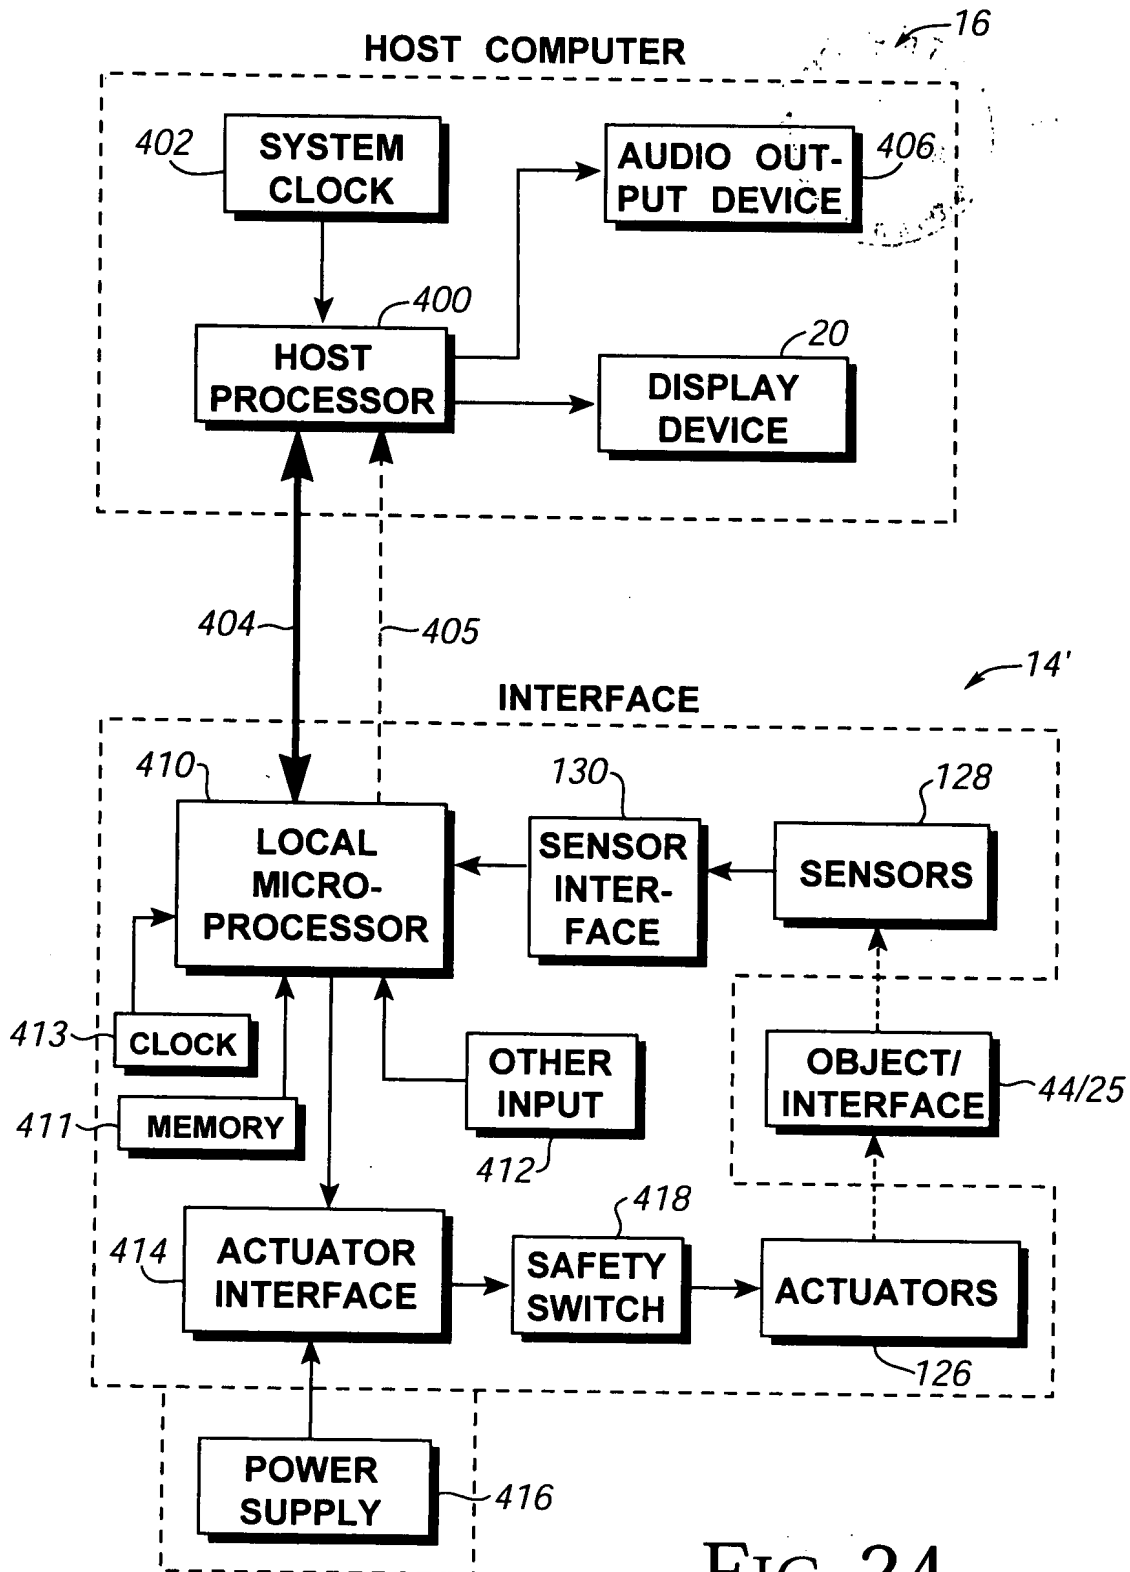 16
HOST COMPUTER
402
SYSTEM
CLOCK
AUDIO OUT-
PUT DEVICE
406
400
HOST
PROCESSOR
20
DISPLAY
DEVICE
404
405
14'
INTERFACE
410
LOCAL
MICRO-
PROCESSOR
130
SENSOR
INTER-
FACE
128
SENSORS
413
CLOCK
411
MEMORY
OTHER
INPUT
412
OBJECT/
INTERFACE
44/25
414
ACTUATOR
INTERFACE
418
SAFETY
SWITCH
ACTUATORS
126
POWER
SUPPLY
416
FIG. 24